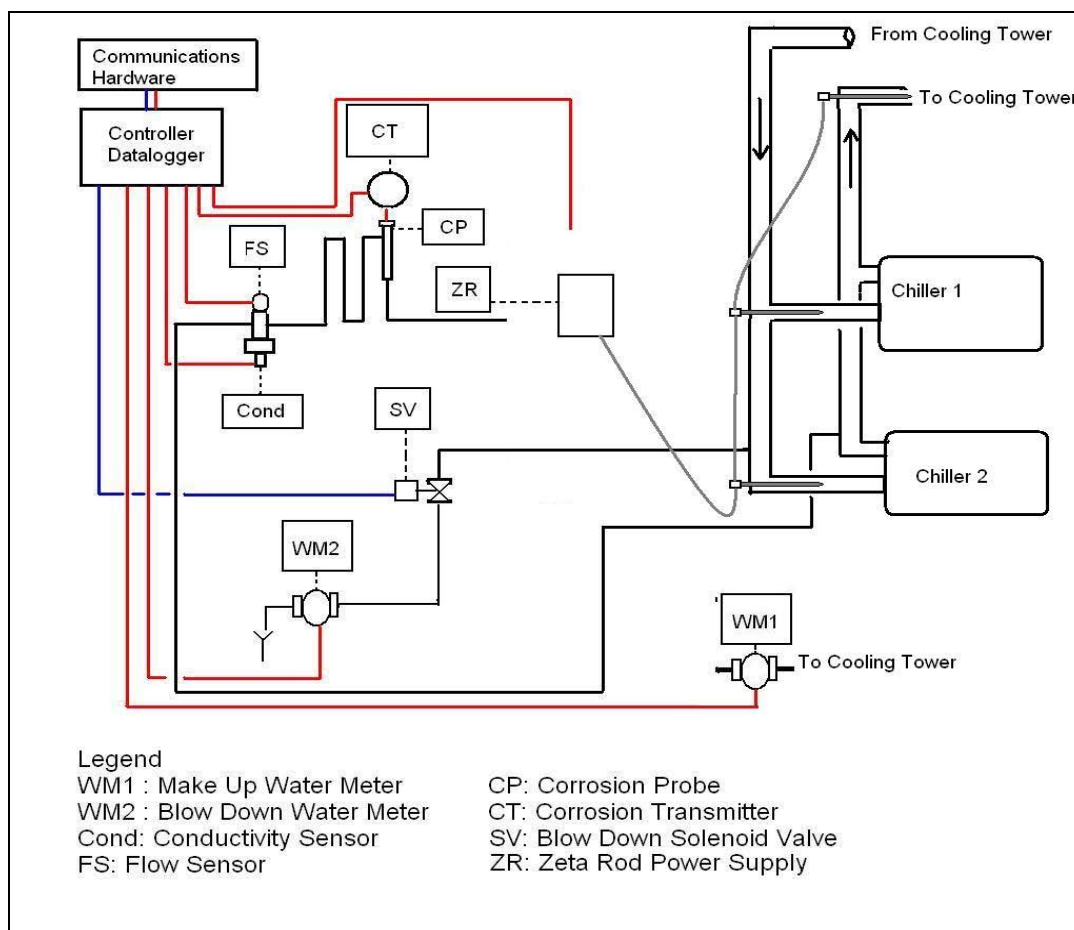 Communications
Hardware
From Cooling Tower
To Cooling Tower
Controller
Datalogger
CT
CP
FS
ZR
Chiller 1
Cond
SV
Chiller 2
WM2
WM1
To Cooling Tower
Legend
WM1 : Make Up Water Meter
WM2 : Blow Down Water Meter
Cond: Conductivity Sensor
FS: Flow Sensor
CP: Corrosion Probe
CT: Corrosion Transmitter
SV: Blow Down Solenoid Valve
ZR: Zeta Rod Power Supply